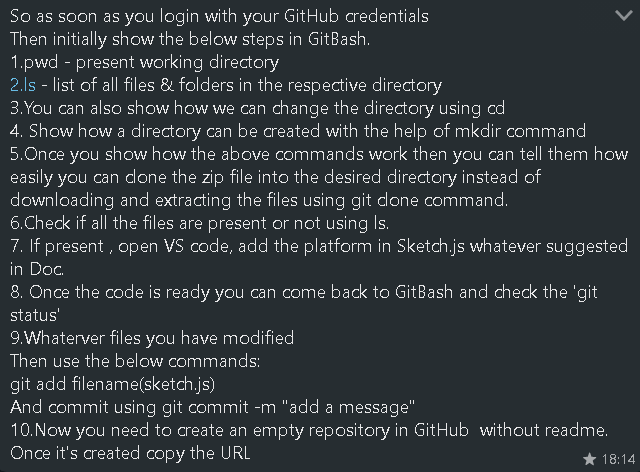 So as soon as you login with your GitHub credentials
Then initially show the below steps in GitBash.
1.pwd - present working directory
2.ls - list of all files & folders in the respective directory
3.You can also show how we can change the directory using cd
4. Show how a directory can be created with the help of mkdir command
5.Once you show how the above commands work then you can tell them how
easily you can clone the zip file into the desired directory instead of
downloading and extracting the files using git clone command.
6.Check if all the files are present or not using ls.
7. If present , open VS code, add the platform in Sketch.js whatever suggested
in Doc.
8. Once the code is ready you can come back to GitBash and check the 'git
status'
9.Whaterver files you have modified
Then use the below commands:
git add filename(sketch.js)
And commit using git commit -m "add a message"
10.Now you need to create an empty repository in GitHub  without readme.
Once it's created copy the URL
★ 18:14